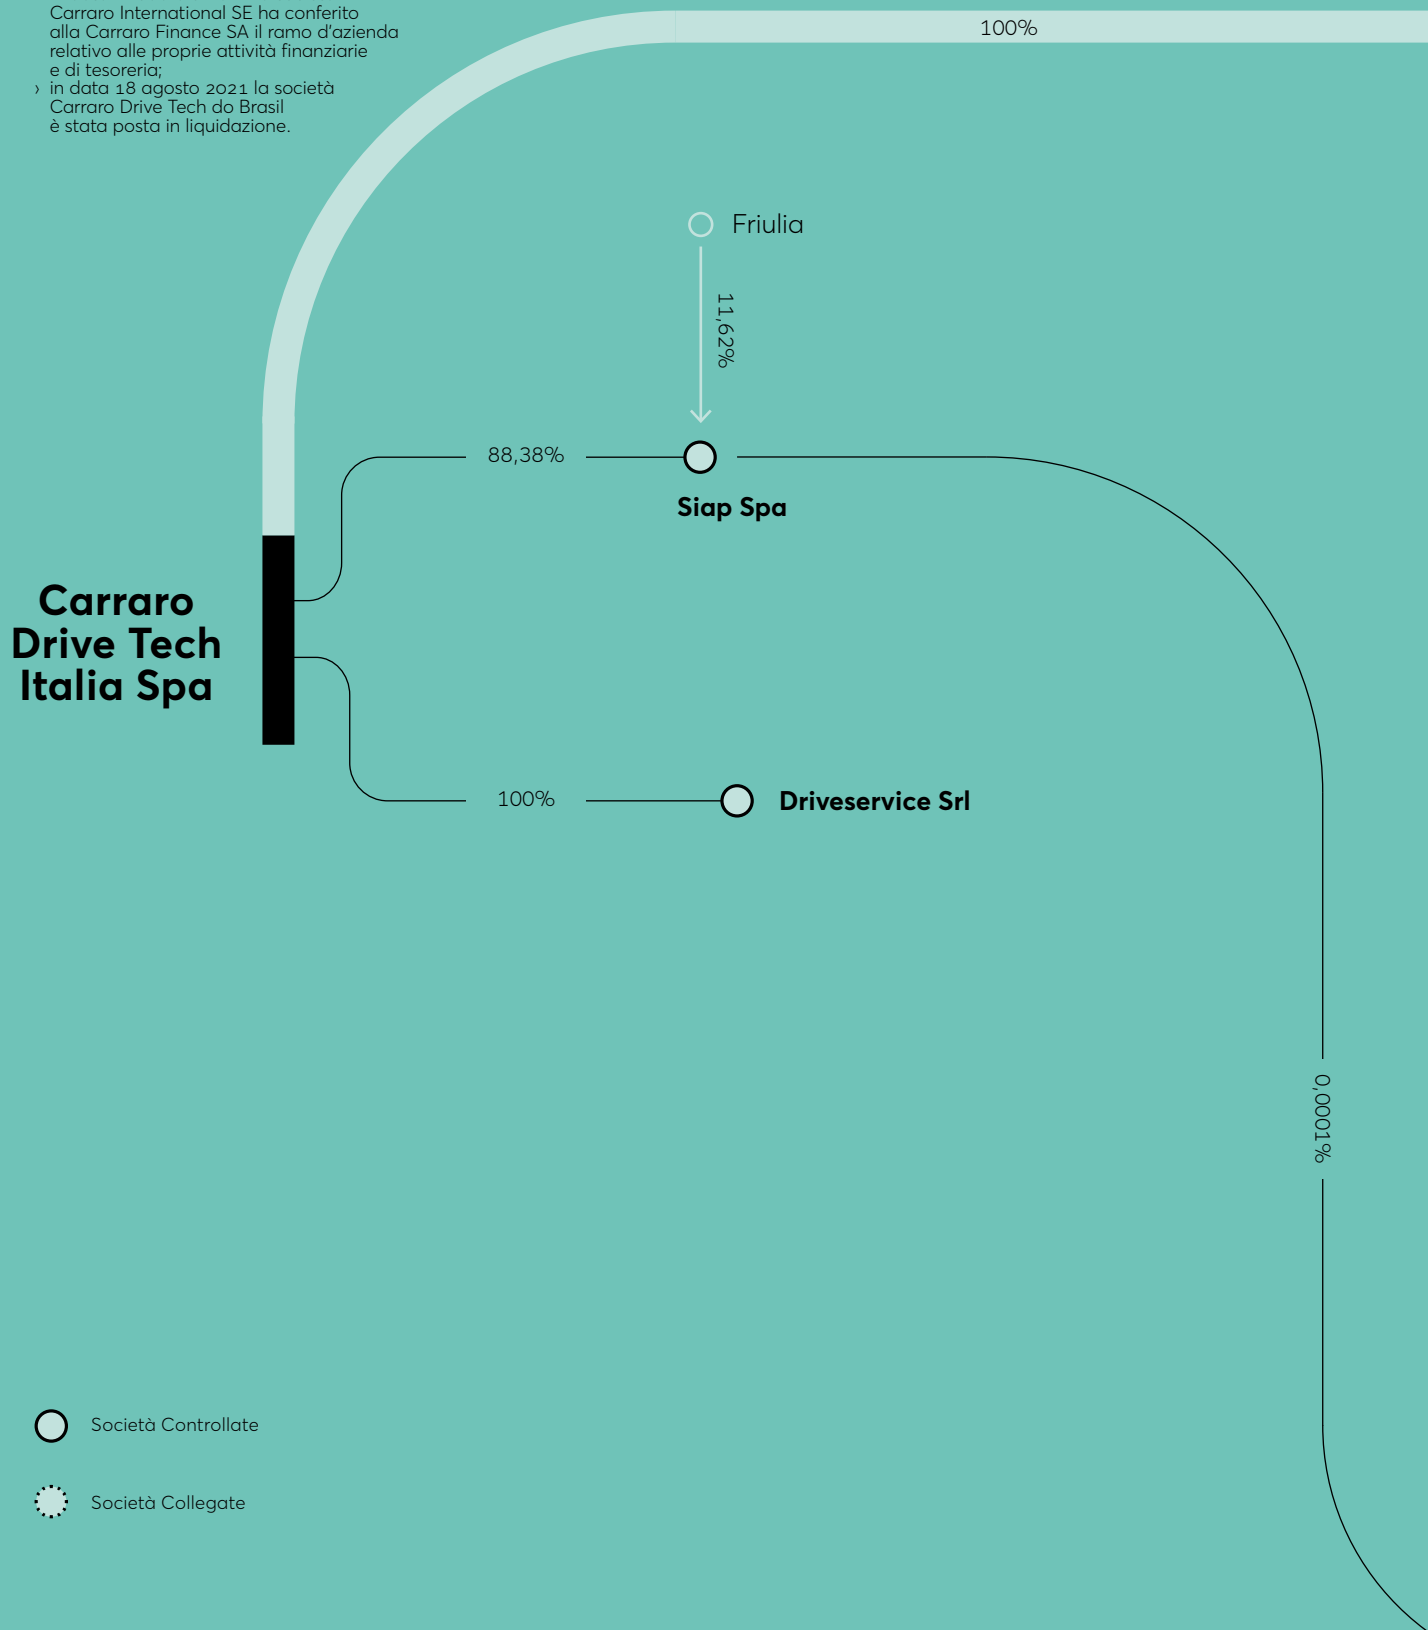 Carraro International SE ha conferito
alla Carraro Finance SA il ramo d'azienda
relativo alle proprie attività finanziarie
e di tesoreria;
› in data 18 agosto 2021 la società
Carraro Drive Tech do Brasil
è stata posta in liquidazione.
100%
Friulia
11,62%
88,38%
Siap Spa
Carraro
Drive Tech
Italia Spa
100%
Driveservice Srl
0,0001%
Società Controllate
Società Collegate